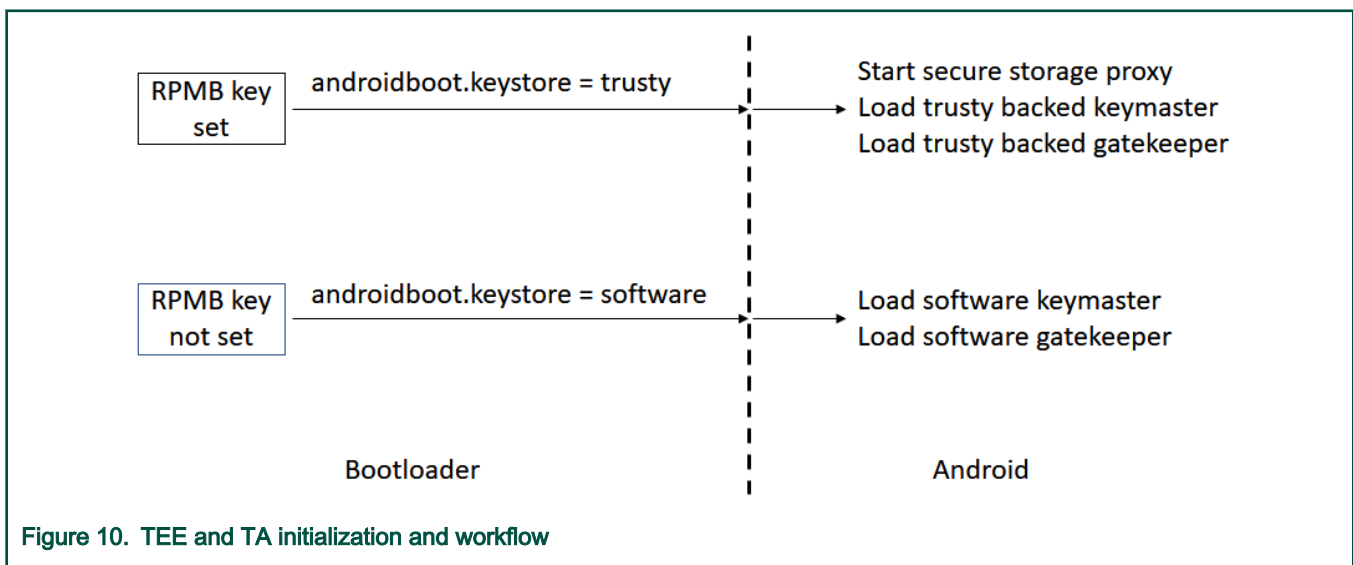 RPMB key
set
androidboot.keystore = trusty
Start secure storage proxy
Load trusty backed keymaster
Load trusty backed gatekeeper
RPMB key
not set
androidboot.keystore = software
Load software keymaster
Load software gatekeeper
Bootloader
Android
Figure 10. TEE and TA initialization and workflow